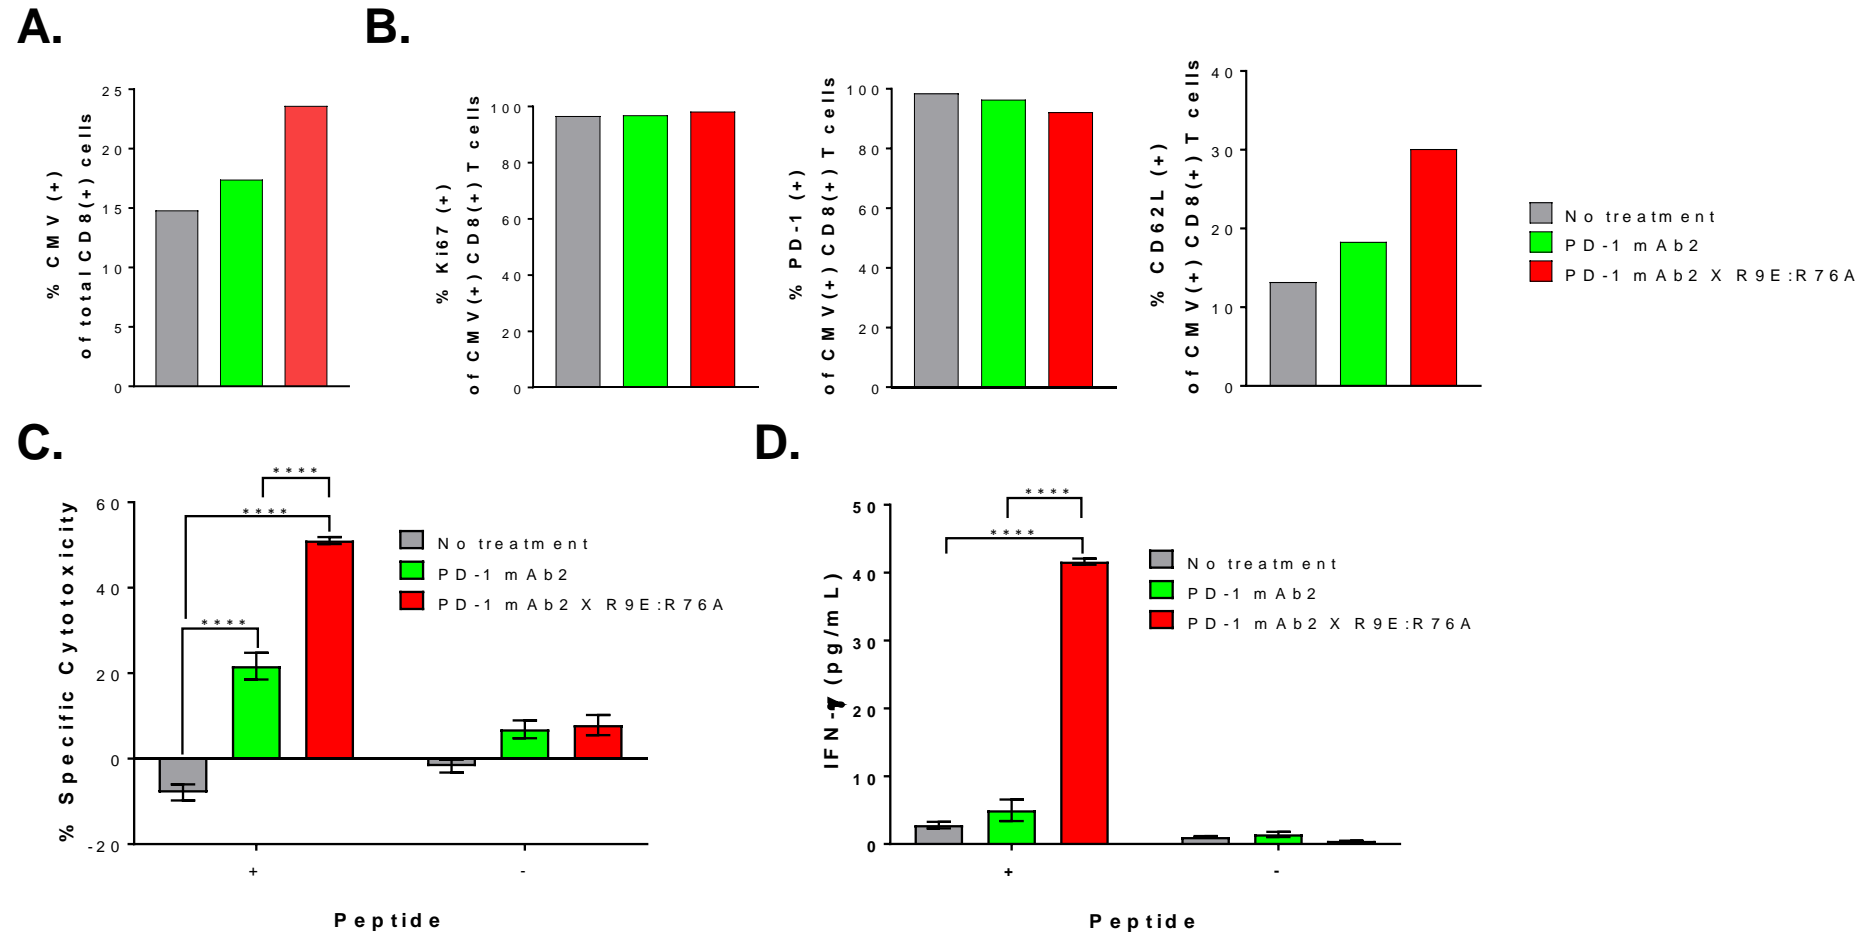 A.
B.
% CMV (+)
of total CD8(+) cells
25
20
15
10
5
0
% Ki67 (+)
of CMV(+) CD8(+) T cells
100
80
60
40
20
0
% PD-1 (+)
of CMV(+) CD8(+) T cells
100
80
60
40
20
0
% CD62L (+)
of CMV(+) CD8(+) T cells
40
30
20
10
0
No treatment
PD-1 mAb2
PD-1 mAb2 X R9E:R76A
C.
% Specific Cytotoxicity
60
40
20
0
-20
****
****
****
No treatment
PD-1 mAb2
PD-1 mAb2 X R9E:R76A
+
-
Peptide
D.
IFN-γ (pg/mL)
50
40
30
20
10
0
****
****
No treatment
PD-1 mAb2
PD-1 mAb2 X R9E:R76A
+
-
Peptide